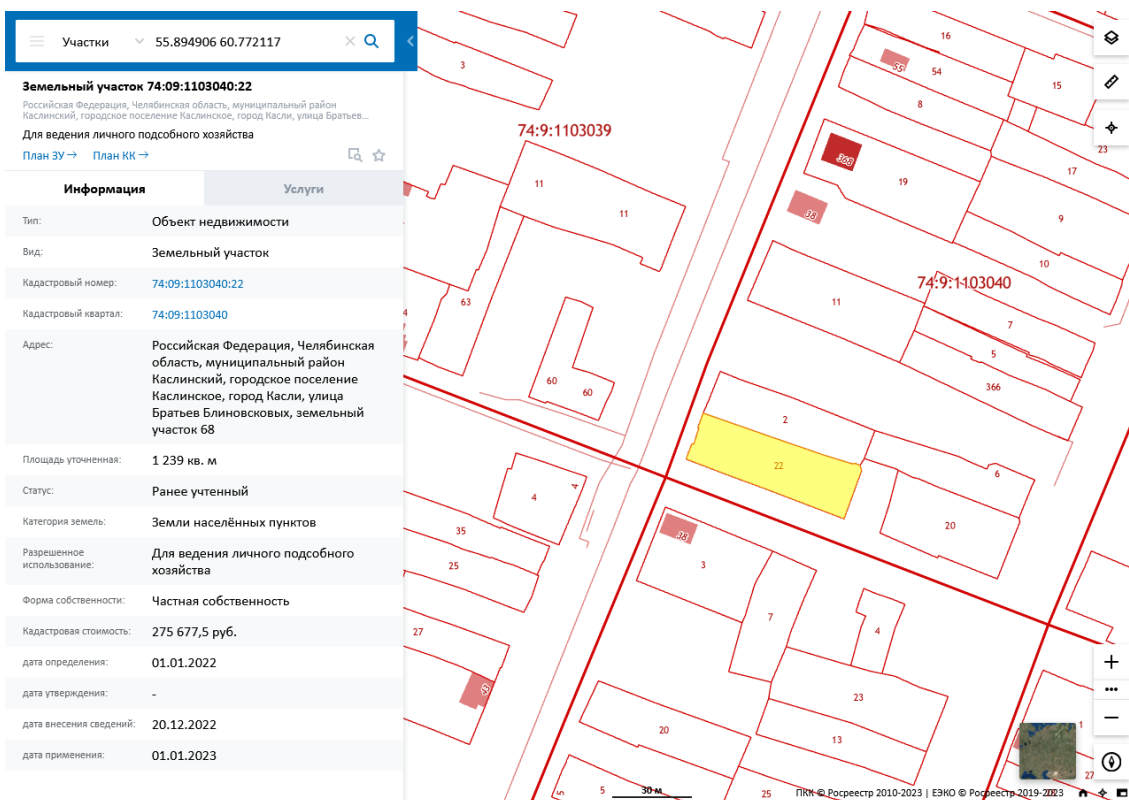 Участки
55.894906 60.772117
Земельный участок 74:09:1103040:22
Российская Федерация, Челябинская область, муниципальный район
Каслинский, городское поселение Каслинское, город Касли, улица Братьев...
Для ведения личного подсобного хозяйства
План ЗУ → План КК →
Информация
Услуги
Тип: Объект недвижимости
Вид: Земельный участок
Кадастровый номер: 74:09:1103040:22
Кадастровый квартал: 74:09:1103040
Адрес: Российская Федерация, Челябинская
область, муниципальный район
Каслинский, городское поселение
Каслинское, город Касли, улица
Братьев Блиновсковых, земельный
участок 68
Площадь уточненная: 1 239 кв. м
Статус: Ранее учтенный
Категория земель: Земли населённых пунктов
Разрешенное
использование:
Для ведения личного подсобного
хозяйства
Форма собственности: Частная собственность
Кадастровая стоимость: 275 677,5 руб.
дата определения: 01.01.2022
дата утверждения: -
дата внесения сведений: 20.12.2022
дата применения: 01.01.2023
16
3
55
54
15
8
74:9:1103039
23
368
17
11
19
11
38
9
10
74:9:1103040
63
11
4
7
5
60
60
366
2
22
6
4
4
20
35
38
25
3
7
27
4
49
23
20
1
13
27
5
5
30 м
25
ПКК © Росреестр 2010-2023 | ЕЭКО © Росреестр 2019-2023